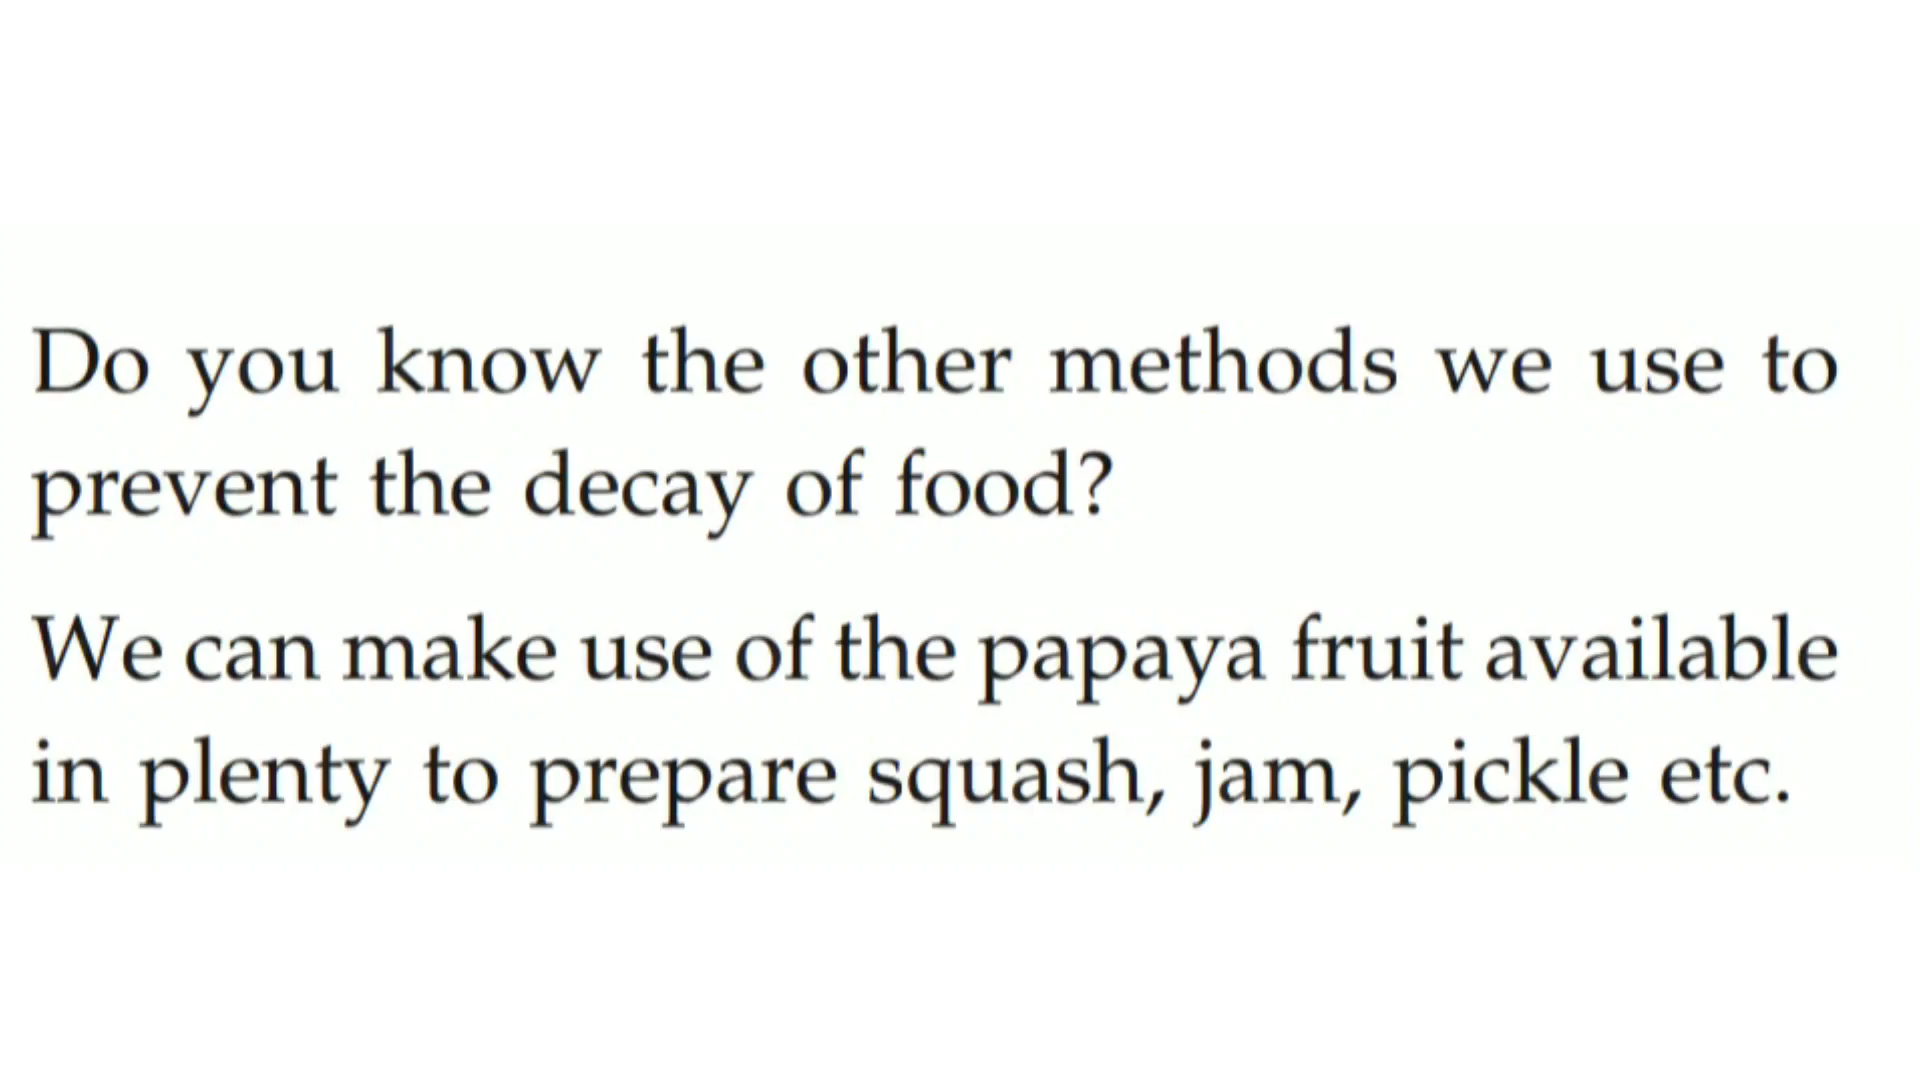 Do you know the other methods we use to
prevent the decay of food?
We can make use of the papaya fruit available
in plenty to prepare squash, jam, pickle etc.